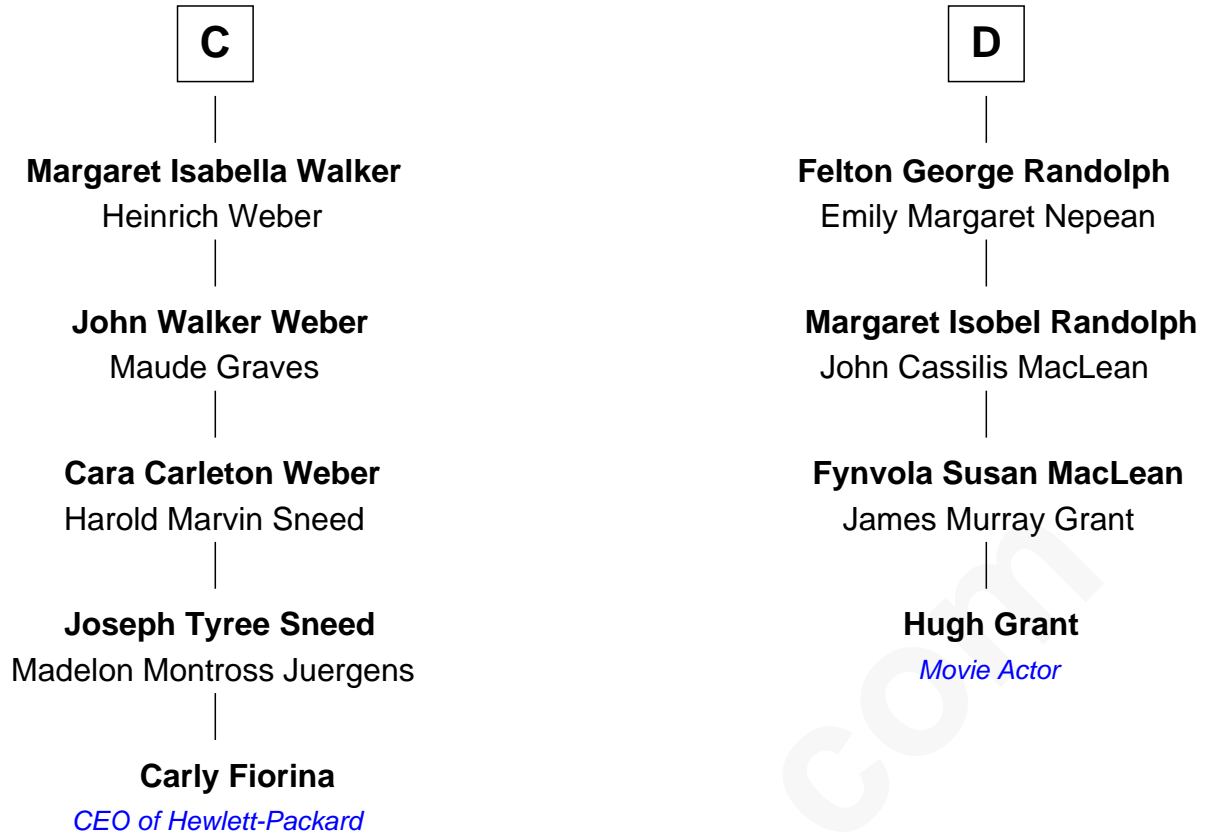 C
Margaret Isabella Walker
Heinrich Weber
John Walker Weber
Maude Graves
Cara Carleton Weber
Harold Marvin Sneed
Joseph Tyree Sneed
Madelon Montross Juergens
Carly Fiorina
CEO of Hewlett-Packard
D
Felton George Randolph
Emily Margaret Nepean
Margaret Isobel Randolph
John Cassilis MacLean
Fynvola Susan MacLean
James Murray Grant
Hugh Grant
Movie Actor
com